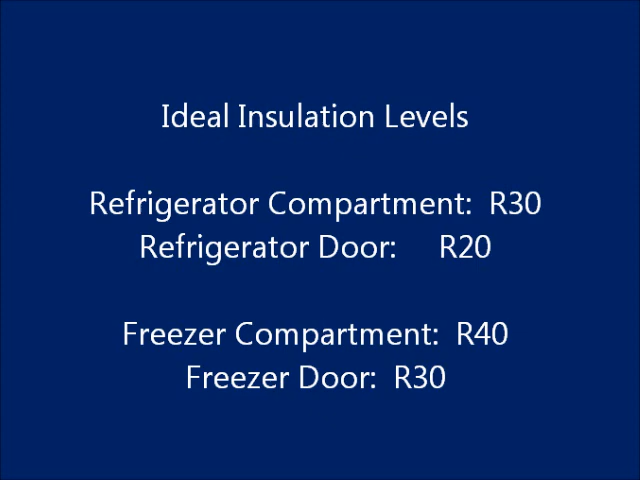 Ideal Insulation Levels
Refrigerator Compartment: R30
Refrigerator Door: R20
Freezer Compartment: R40
Freezer Door: R30